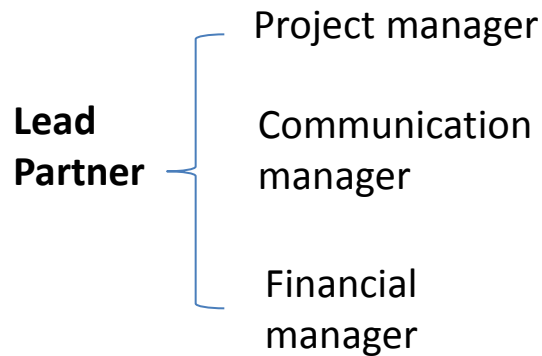 Project manager
Lead
Partner
Communication
manager
Financial
manager